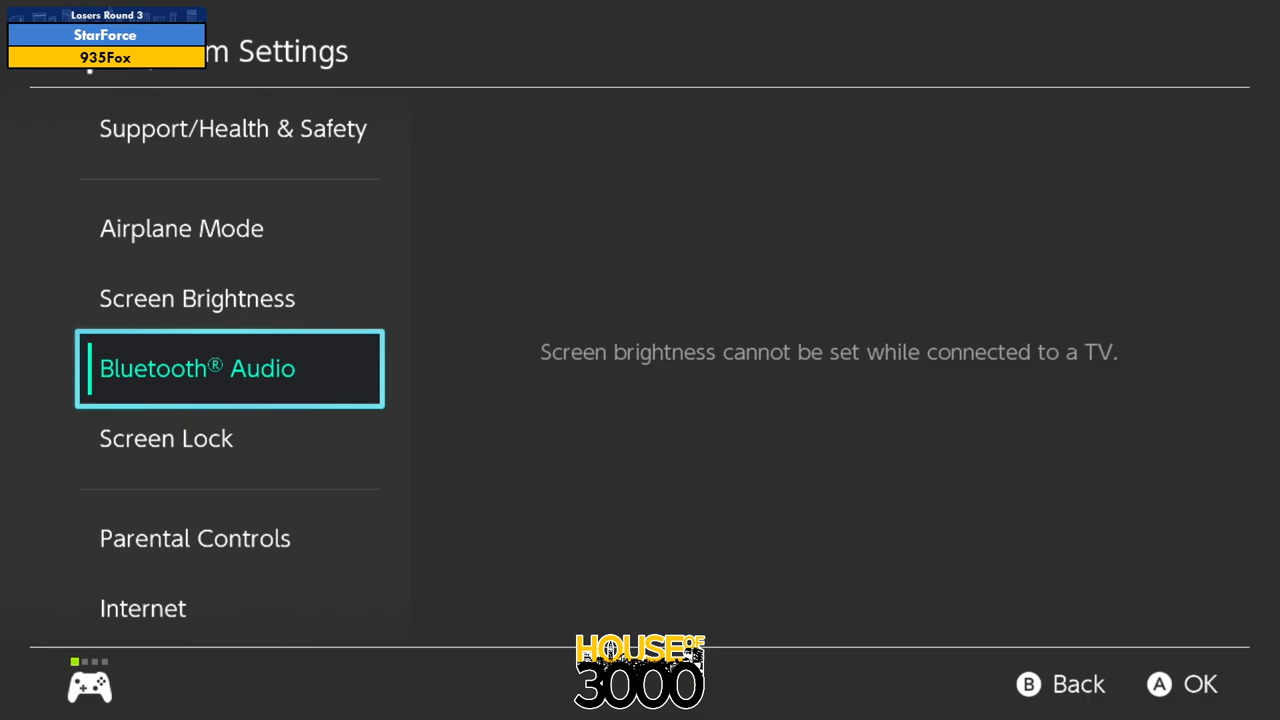 Losers Round 3
StarForce
935Fox
m Settings
Support/Health & Safety
Airplane Mode
Screen Brightness
Bluetooth® Audio
Screen Lock
Parental Controls
Internet
Screen brightness cannot be set while connected to a TV.
HOUSE OF
3000
B Back
A OK